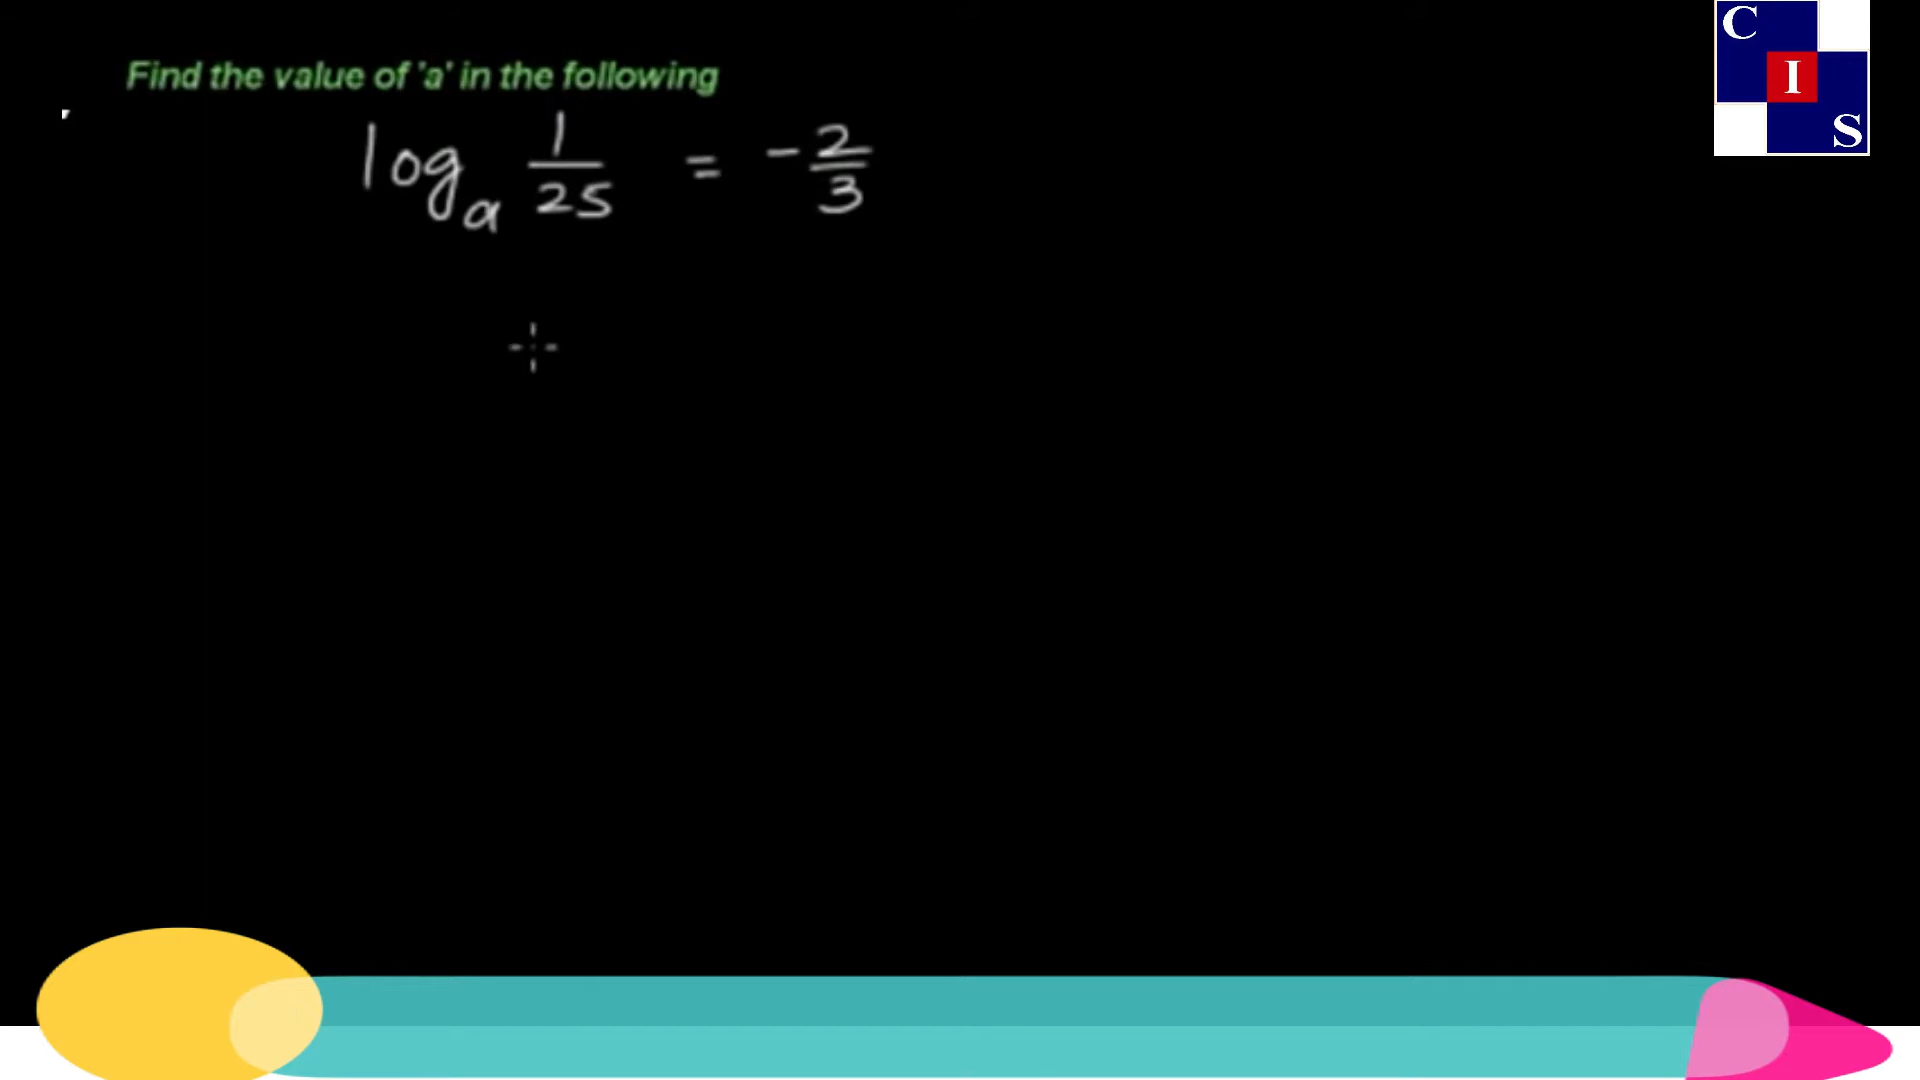 C
I
S
Find the value of 'a' in the following
log_a 1/25 = -2/3